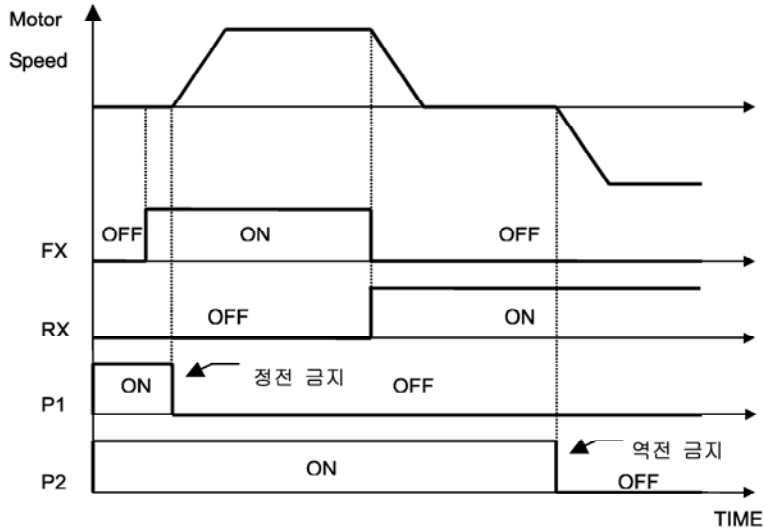 Motor
Speed
OFF
ON
OFF
FX
OFF
ON
RX
ON
정전 금지
OFF
P1
역전 금지
ON
OFF
P2
TIME